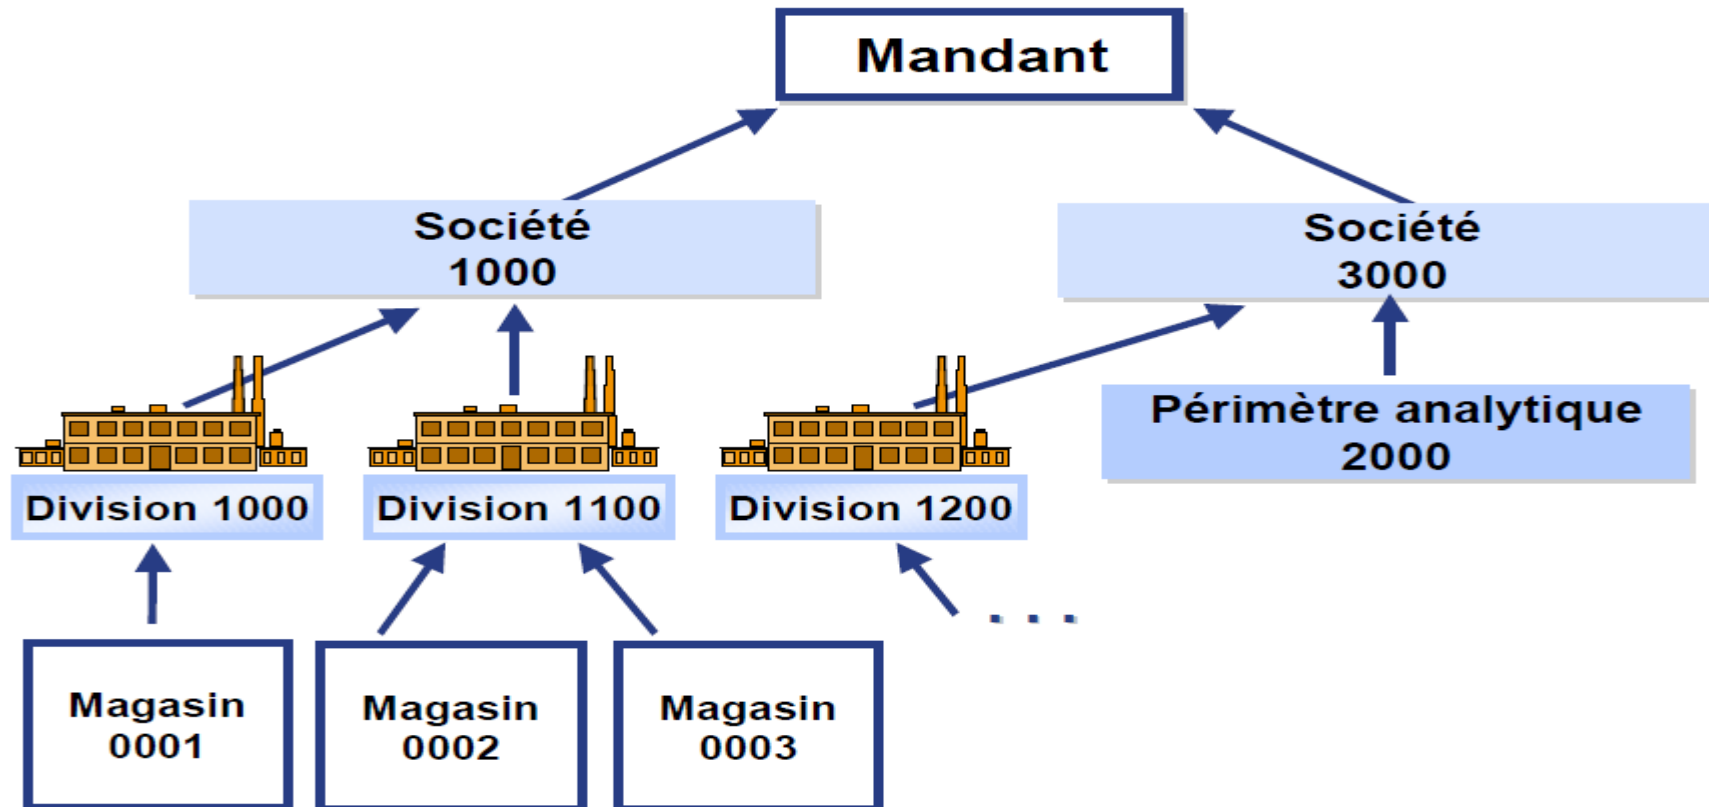 Mandant
Société
1000
Société
3000
Périmètre analytique
2000
Division 1000
Division 1100
Division 1200
. . .
Magasin
0001
Magasin
0002
Magasin
0003